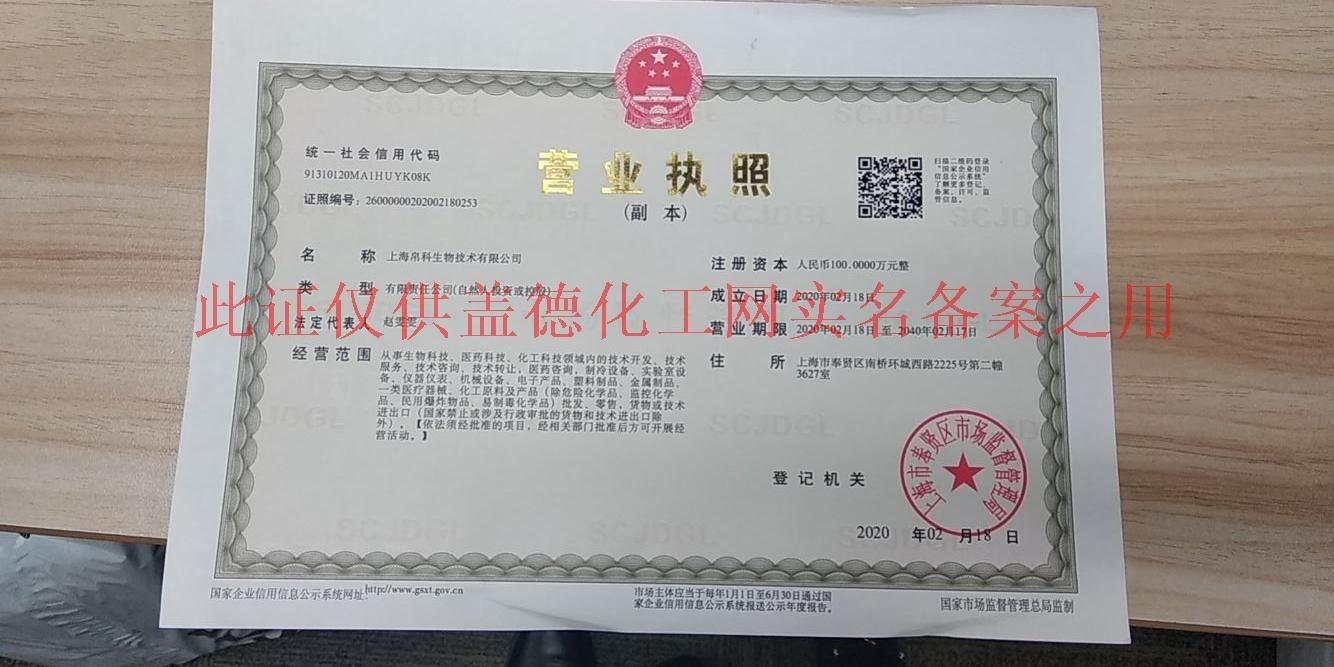 统一社会信用代码
91310120MA1HUYK08K
证照编号：26000000202002180253
营业执照
（副 本）
扫描二维码登录
“国家企业信用
信息公示系统”
了解更多登记、
备案、许可、监
管信息。
名 称 上海帛科生物技术有限公司
类 型 有限责任公司(自然人投资或控股)
法定代表人 赵雯雯
经营范围 从事生物科技、医药科技、化工科技领域内的技术开发、技术
服务、技术咨询、技术转让，医药咨询，制冷设备、实验室设
备、仪器仪表、机械设备、电子产品、塑料制品、金属制品、
一类医疗器械、化工原料及产品（除危险化学品、监控化学
品、民用爆炸物品、易制毒化学品）批发、零售，货物或技术
进出口（国家禁止或涉及行政审批的货物和技术进出口除
外）。【依法须经批准的项目，经相关部门批准后方可开展经
营活动。】
注册资本 人民币100.0000万元整
成立日期 2020年02月18日
营业期限 2020年02月18日 至 2040年02月17日
住 所 上海市奉贤区南桥环城西路2225号第二幢
3627室
此证仅供盖德化工网实名备案之用
登记机关
上海市奉贤区市场监督管理局
2020 年02 月18 日
国家企业信用信息公示系统网址：http://www.gsxt.gov.cn
市场主体应当于每年1月1日至6月30日通过国
家企业信用信息公示系统报送公示年度报告。
国家市场监督管理总局监制
SCJDGL
SCJDGL
SCJDGL
SCJDGL
SCJDGL
SCJDGL
SCJDGL
SCJDGL